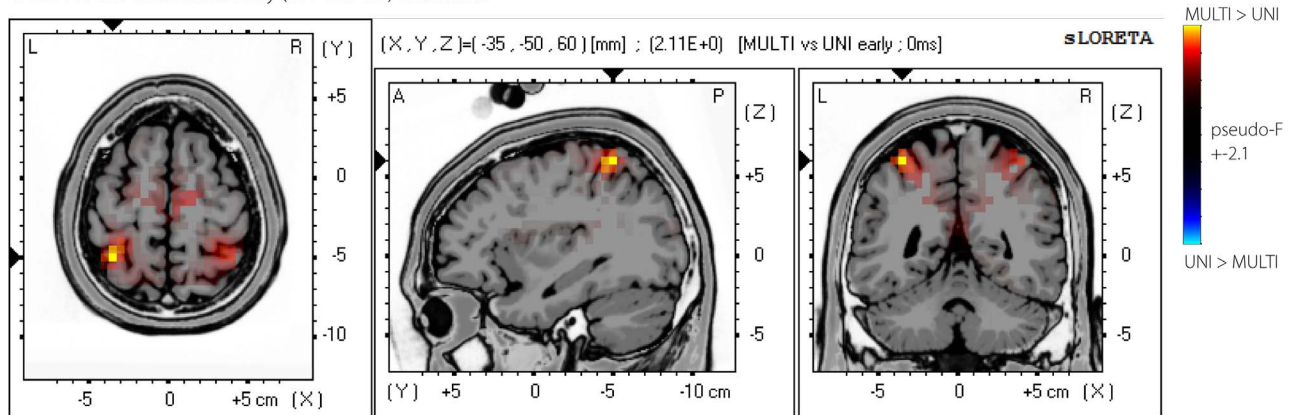 MULTI > UNI
(X,Y,Z)=(-35,-50,60)[mm] ; (2.11E+0) [MULTI vs UNI early ; 0ms]
sLORETA
L R (Y)
+5
0
-5
-10
-5 0 +5 cm (X)
A P (Z)
+5
0
-5
(Y) +5 0 -5 -10 cm
L R (Z)
+5
0
-5
-5 0 +5 cm (X)
pseudo-F
+-2.1
UNI > MULTI